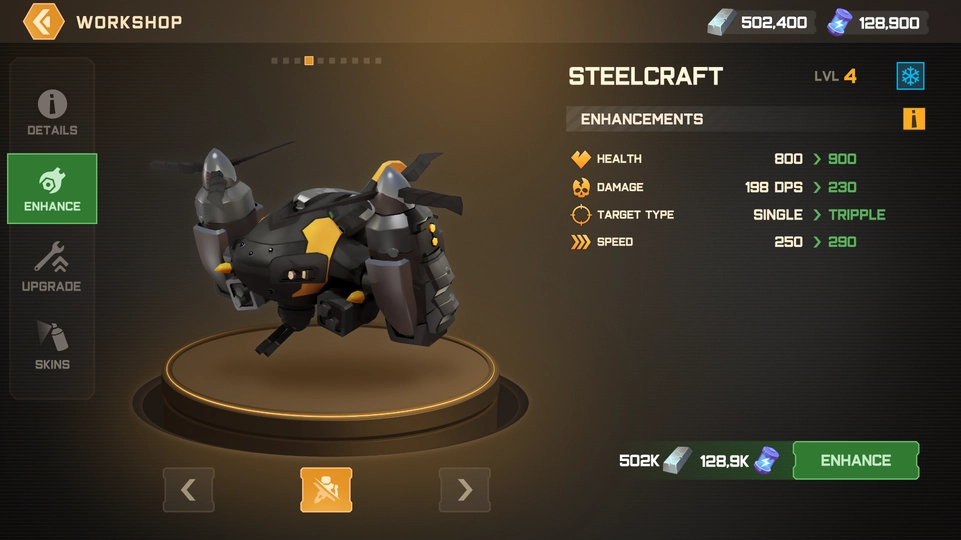 WORKSHOP
502,400
128,900
STEELCRAFT
LVL 4
ENHANCEMENTS
DETAILS
ENHANCE
UPGRADE
SKINS
HEALTH 800 > 900
DAMAGE 198 DPS > 230
TARGET TYPE SINGLE > TRIPPLE
SPEED 250 > 290
502K 128,9K ENHANCE